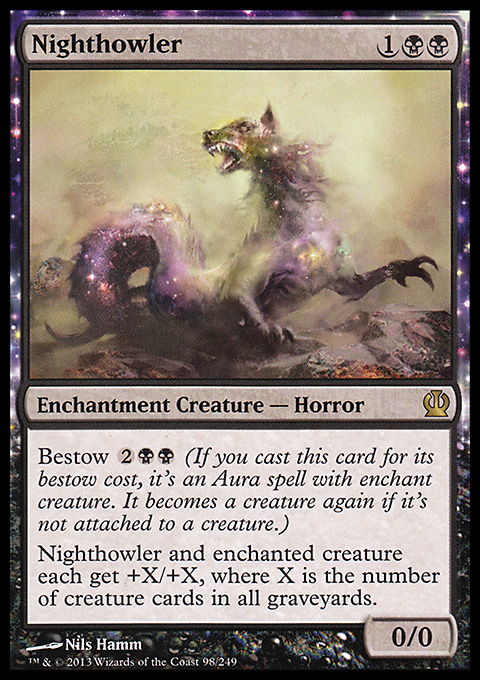 Nighthowler 1
Enchantment Creature — Horror
Bestow 2 (If you cast this card for its
bestow cost, it's an Aura spell with enchant
creature. It becomes a creature again if it's
not attached to a creature.)
Nighthowler and enchanted creature
each get +X/+X, where X is the number
of creature cards in all graveyards.
Nils Hamm
0/0
™ & © 2013 Wizards of the Coast 98/249